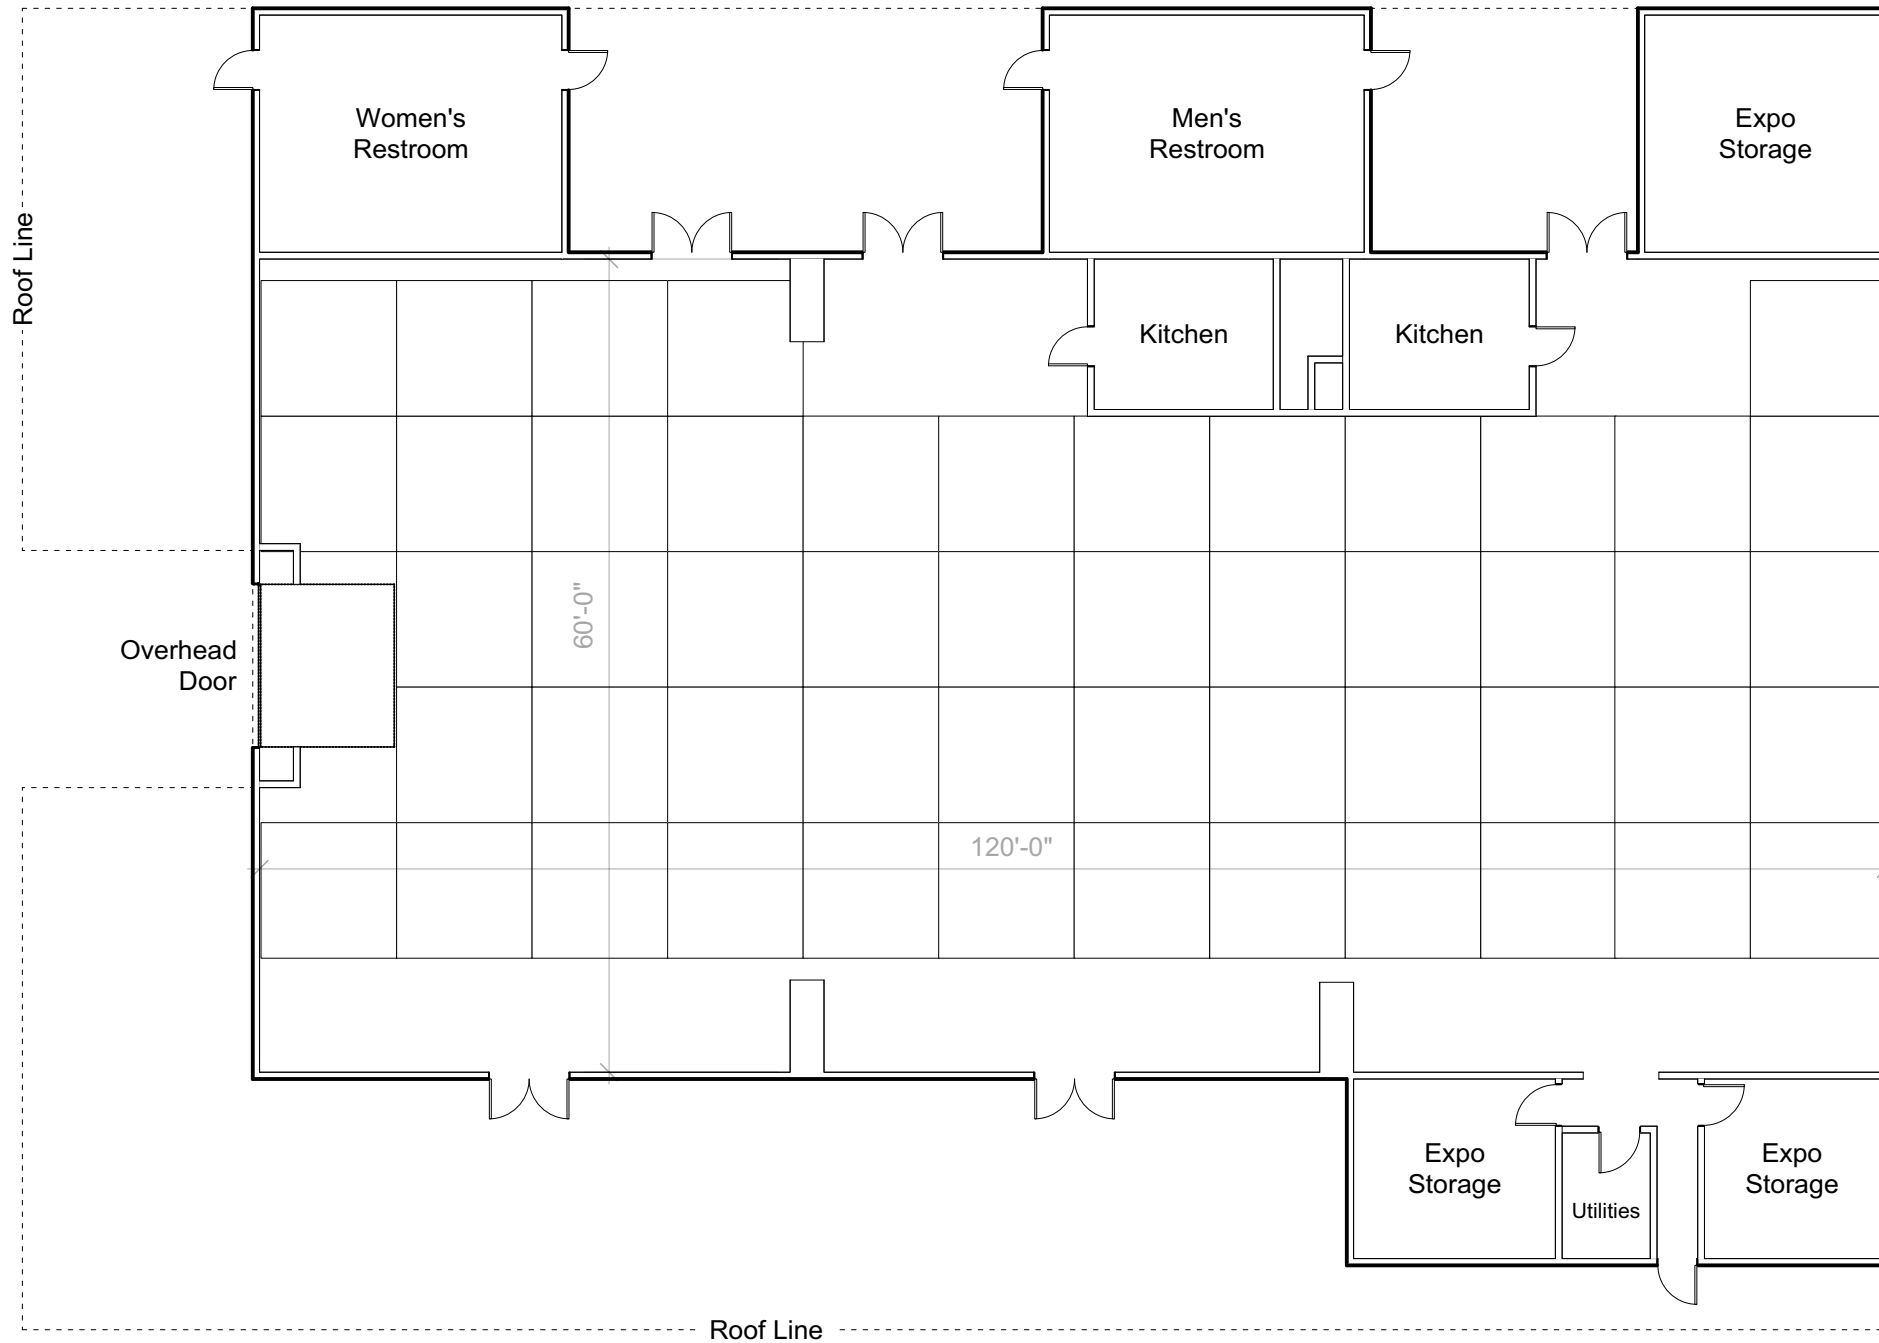 Women's
Restroom
Men's
Restroom
Expo
Storage
Roof Line
Kitchen
Kitchen
60'-0"
Overhead
Door
120'-0"
Expo
Storage
Utilities
Expo
Storage
Roof Line